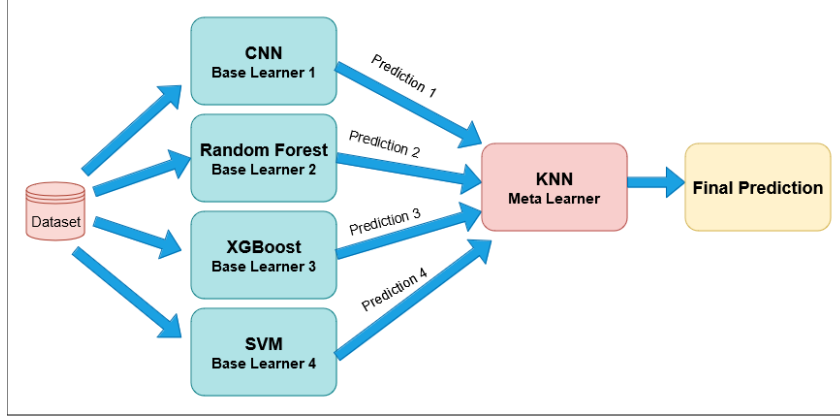 CNN
Base Learner 1
Prediction 1
Random Forest
Base Learner 2
Prediction 2
Dataset
KNN
Meta Learner
Final Prediction
XGBoost
Base Learner 3
Prediction 3
SVM
Base Learner 4
Prediction 4